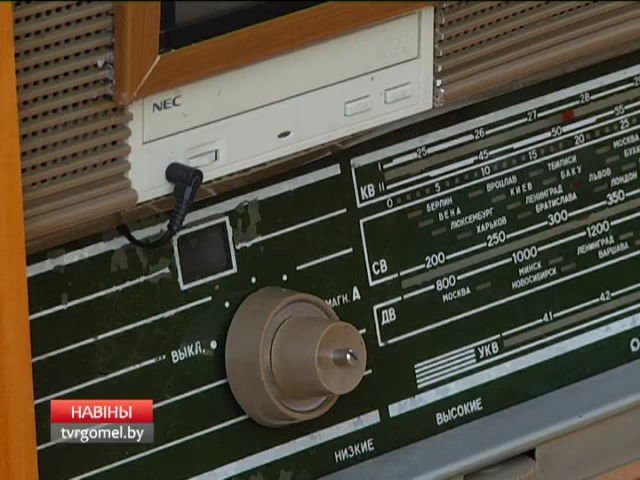 NEC
25 26 27 28
КВ 11 45 50 55
0 5 10 15 20 25
БЕРЛИН ВРОЦЛАВ ТБИЛИСИ МОСКВА
ВЕНА КИЕВ БАКУ
ЛЮКСЕМБУРГ ЛЕНИНГРАД ЛЬВОВ
ХАРЬКОВ БРАТИСЛАВА ЛОНДОН
СВ 200 250 300 350
ДВ 800 1000 1200
МОСКВА МИНСК ЛЕНИНГРАД
НОВОСИБИРСК ВАРШАВА
МАГН. А
ВЫКЛ.
УКВ 41 42
НИЗКИЕ ВЫСОКИЕ
НАВІНЫ
tvrgomel.by